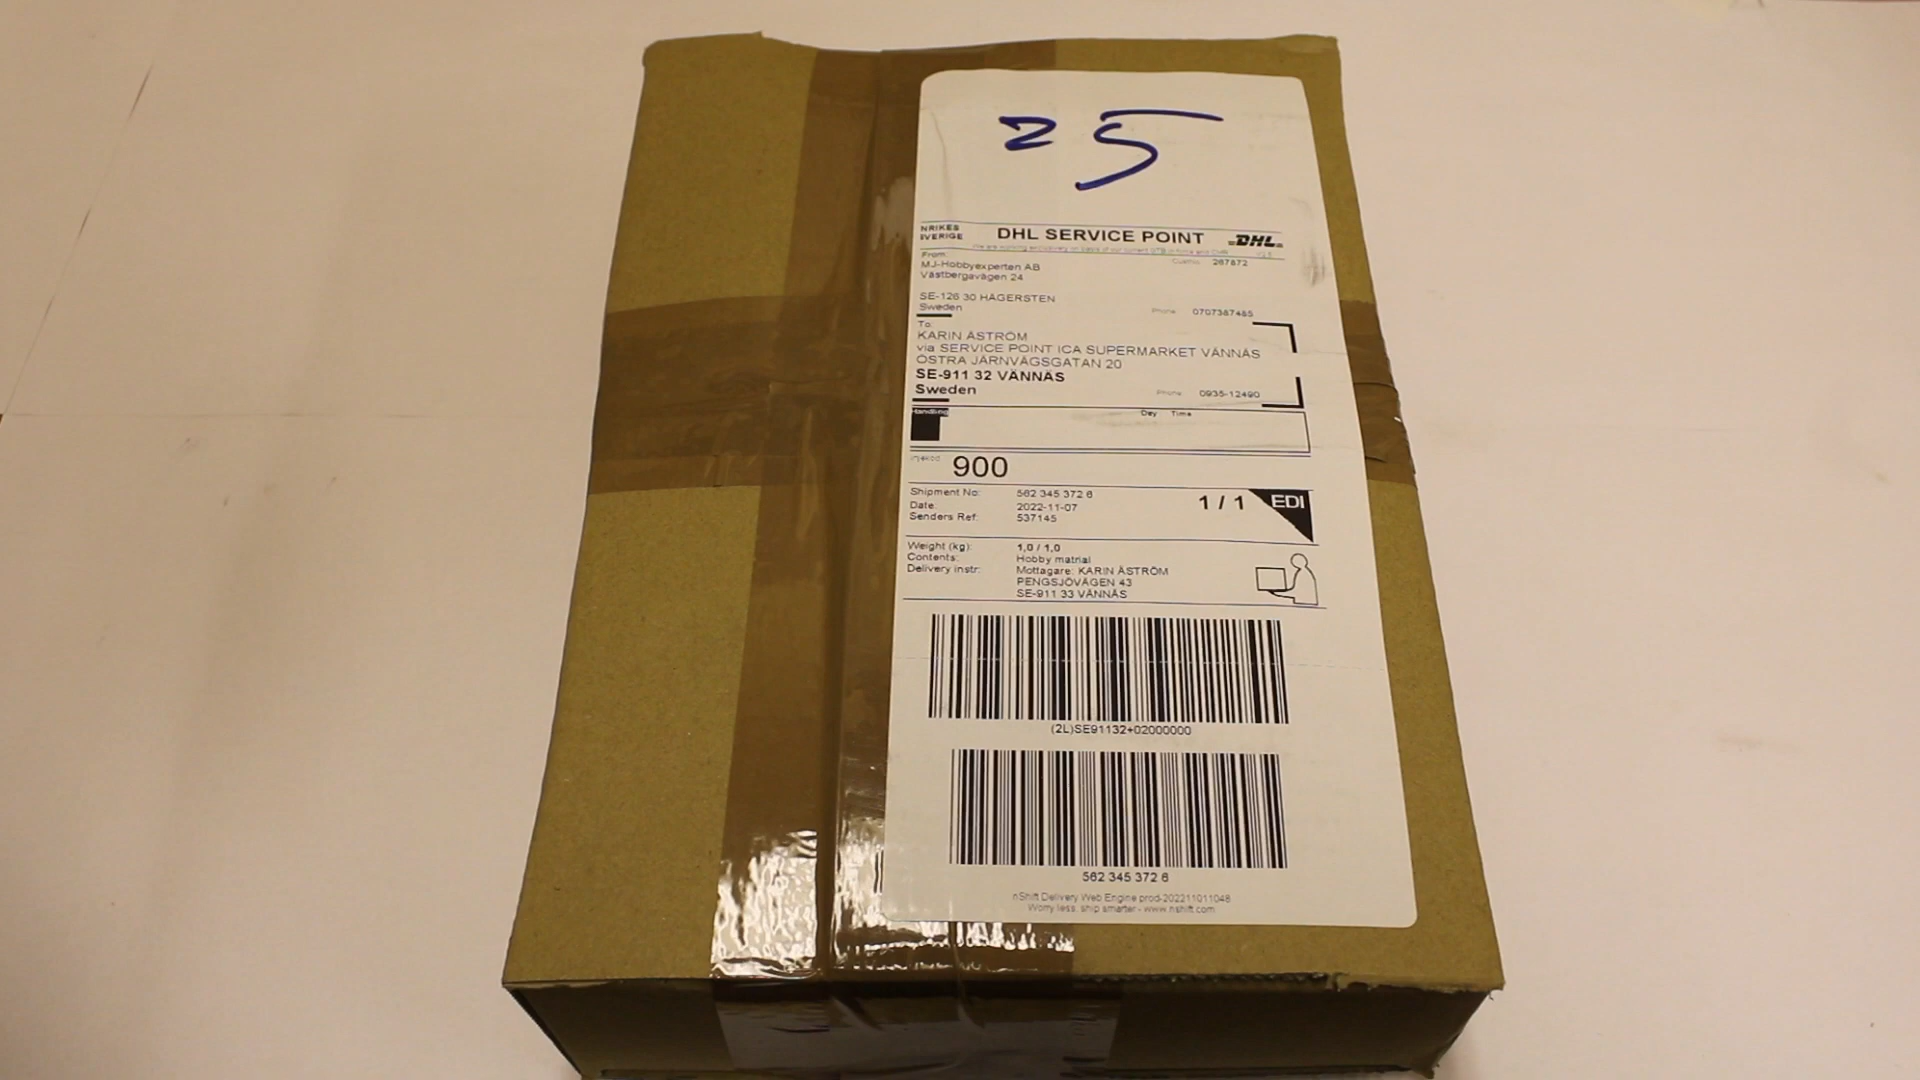 25
NRIKES
SVERIGE
DHL SERVICE POINT
DHL
From:
267872
MJ-Hobbyexperten AB
Västbergavägen 24
SE-126 30 HÄGERSTEN
Sweden
Phone 0707387485
To:
KARIN ÅSTRÖM
via SERVICE POINT ICA SUPERMARKET VÄNNÄS
ÖSTRA JÄRNVÄGSGATAN 20
SE-911 32 VÄNNÄS
Sweden
Phone 0935-12490
Handling
Day Time
900
Shipment No: 562 345 372 6
Date: 2022-11-07
Senders Ref: 537145
1 / 1
EDI
Weight (kg): 1,0 / 1,0
Contents: Hobby matrial
Delivery instr: Mottagare: KARIN ÅSTRÖM
PENGSJÖVÄGEN 43
SE-911 33 VÄNNÄS
(2L)SE91132+02000000
562 345 372 6
nShift Delivery Web Engine prod-202211011048
Worry less, ship smarter - www.nshift.com